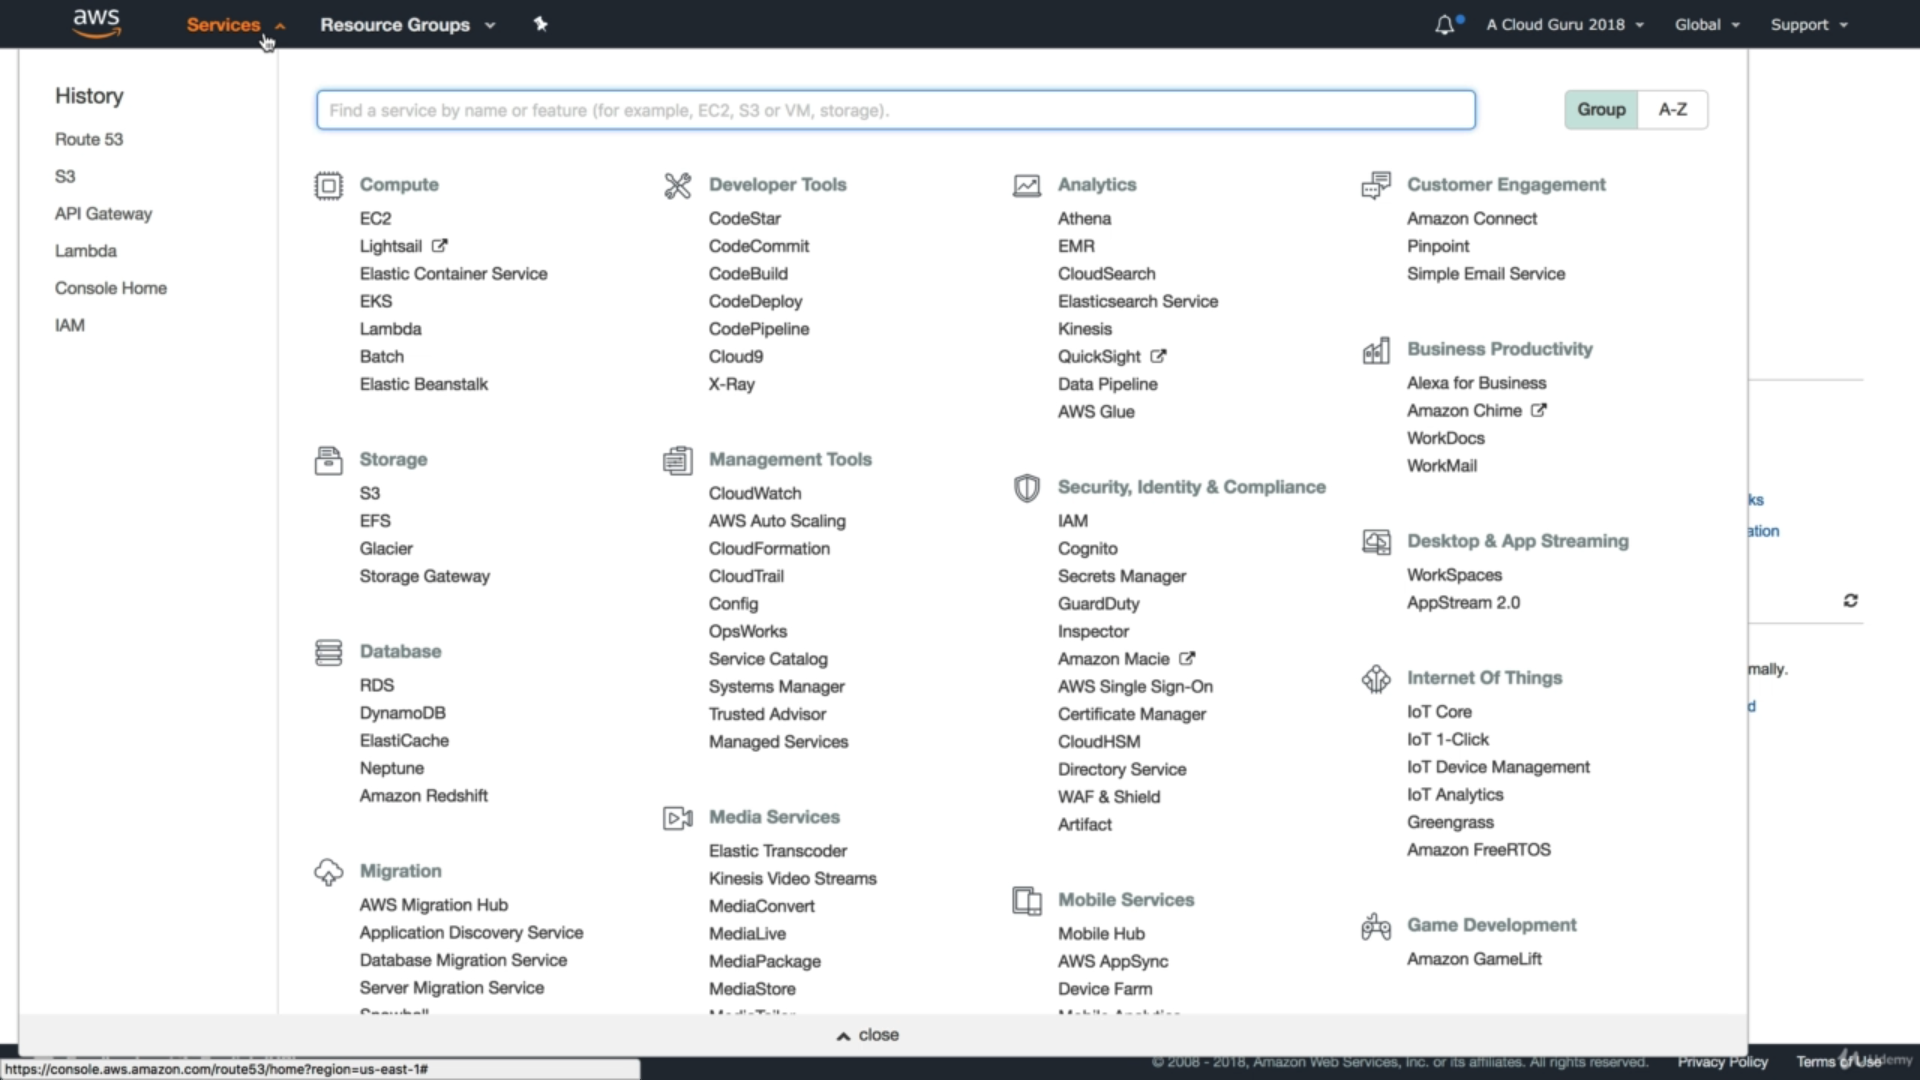 aws
Services
Resource Groups
A Cloud Guru 2018
Global
Support
History
Route 53
S3
API Gateway
Lambda
Console Home
IAM
Find a service by name or feature (for example, EC2, S3 or VM, storage).
Group
A-Z
Compute
EC2
Lightsail
Elastic Container Service
EKS
Lambda
Batch
Elastic Beanstalk
Storage
S3
EFS
Glacier
Storage Gateway
Database
RDS
DynamoDB
ElastiCache
Neptune
Amazon Redshift
Migration
AWS Migration Hub
Application Discovery Service
Database Migration Service
Server Migration Service
Snowball
Developer Tools
CodeStar
CodeCommit
CodeBuild
CodeDeploy
CodePipeline
Cloud9
X-Ray
Management Tools
CloudWatch
AWS Auto Scaling
CloudFormation
CloudTrail
Config
OpsWorks
Service Catalog
Systems Manager
Trusted Advisor
Managed Services
Media Services
Elastic Transcoder
Kinesis Video Streams
MediaConvert
MediaLive
MediaPackage
MediaStore
MediaTailor
Analytics
Athena
EMR
CloudSearch
Elasticsearch Service
Kinesis
QuickSight
Data Pipeline
AWS Glue
Security, Identity & Compliance
IAM
Cognito
Secrets Manager
GuardDuty
Inspector
Amazon Macie
AWS Single Sign-On
Certificate Manager
CloudHSM
Directory Service
WAF & Shield
Artifact
Mobile Services
Mobile Hub
AWS AppSync
Device Farm
Mobile Analytics
Customer Engagement
Amazon Connect
Pinpoint
Simple Email Service
Business Productivity
Alexa for Business
Amazon Chime
WorkDocs
WorkMail
Desktop & App Streaming
WorkSpaces
AppStream 2.0
Internet Of Things
IoT Core
IoT 1-Click
IoT Device Management
IoT Analytics
Greengrass
Amazon FreeRTOS
Game Development
Amazon GameLift
ks
ation
mally.
d
close
https://console.aws.amazon.com/route53/home?region=us-east-1#
© 2008 - 2018, Amazon Web Services, Inc. or its affiliates. All rights reserved.
Privacy Policy
Terms of Use